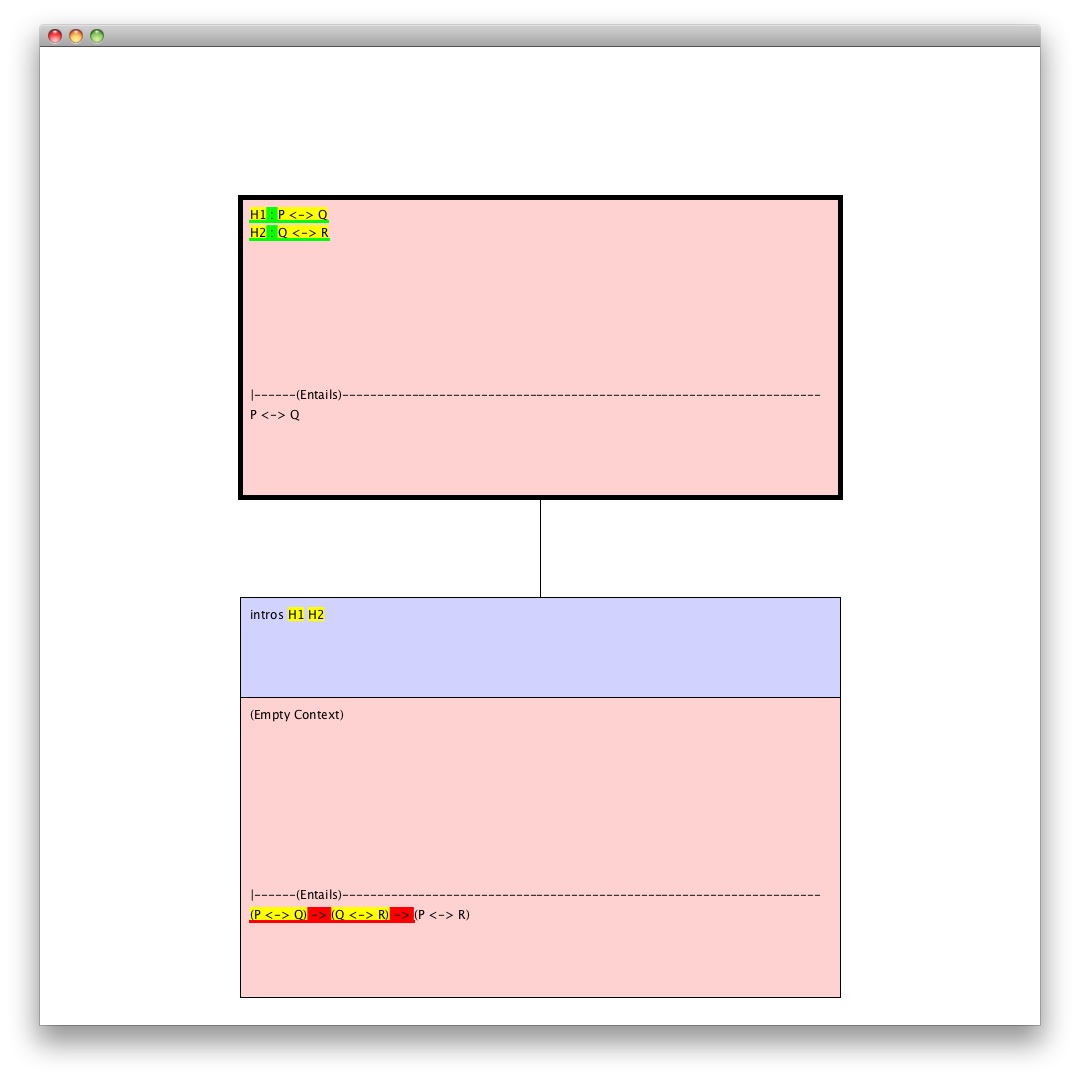 H1 : P <-> Q
H2 : Q <-> R
|------(Entails)---------------------------------------------------------------------
P <-> Q
intros H1 H2
(Empty Context)
|------(Entails)---------------------------------------------------------------------
(P <-> Q) -> (Q <-> R) -> (P <-> R)